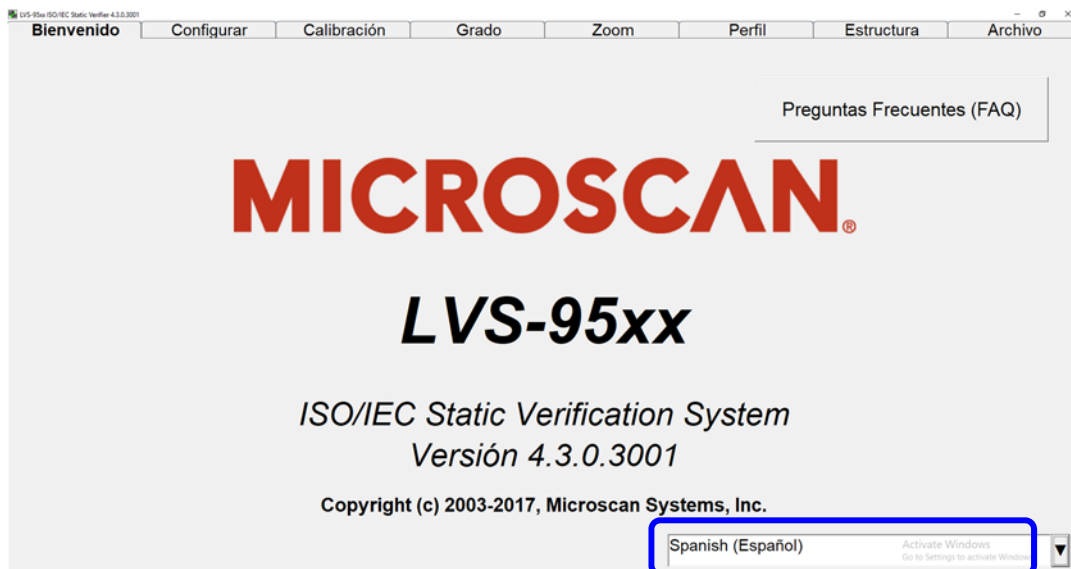 LVS-95xx ISO/IEC Static Verifier 4.3.0.3001
Bienvenido Configurar Calibración Grado Zoom Perfil Estructura Archivo
Preguntas Frecuentes (FAQ)
MICROSCAN®
LVS-95xx
ISO/IEC Static Verification System
Versión 4.3.0.3001
Copyright (c) 2003-2017, Microscan Systems, Inc.
Spanish (Español)
Activate Windows
Go to Settings to activate Windows